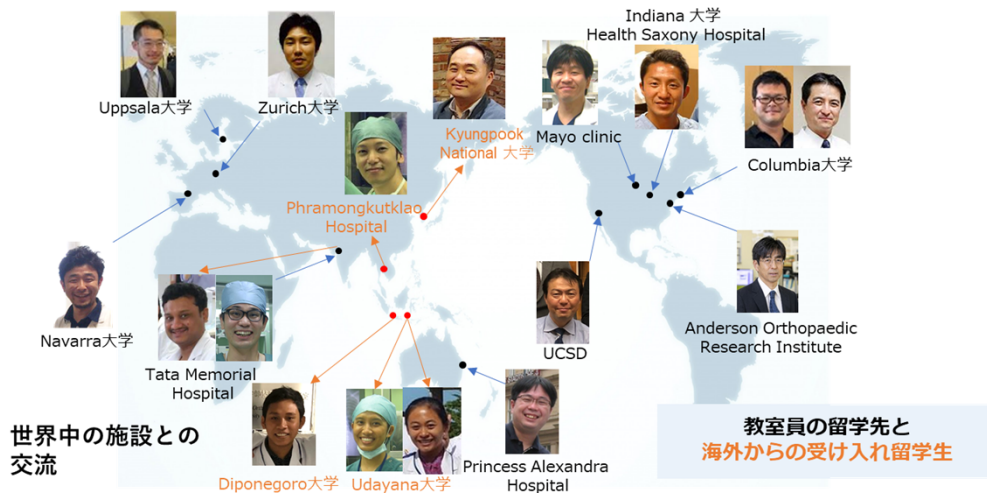 Indiana 大学
Health Saxony Hospital
Uppsala大学
Zurich大学
Kyungpook
National 大学
Mayo clinic
Columbia大学
Phramongkutklao
Hospital
Navarra大学
Tata Memorial
Hospital
UCSD
Anderson Orthopaedic
Research Institute
世界中の施設との
交流
Diponegoro大学
Udayana大学
Princess Alexandra
Hospital
教室員の留学先と
海外からの受け入れ留学生